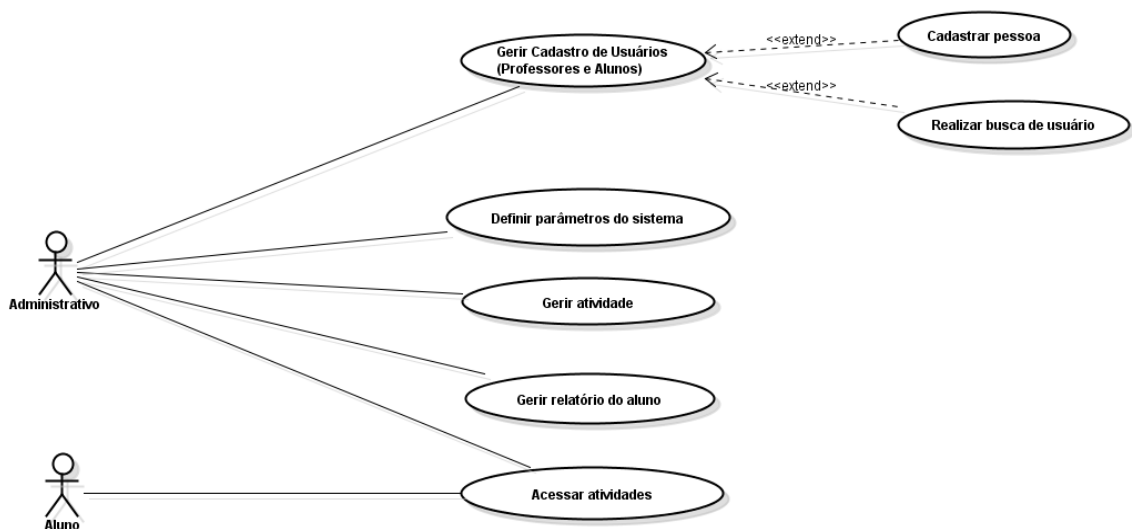 Gerir Cadastro de Usuários
(Professores e Alunos)
<<extend>>
Cadastrar pessoa
<<extend>>
Realizar busca de usuário
Definir parâmetros do sistema
Administrativo
Gerir atividade
Gerir relatório do aluno
Acessar atividades
Aluno